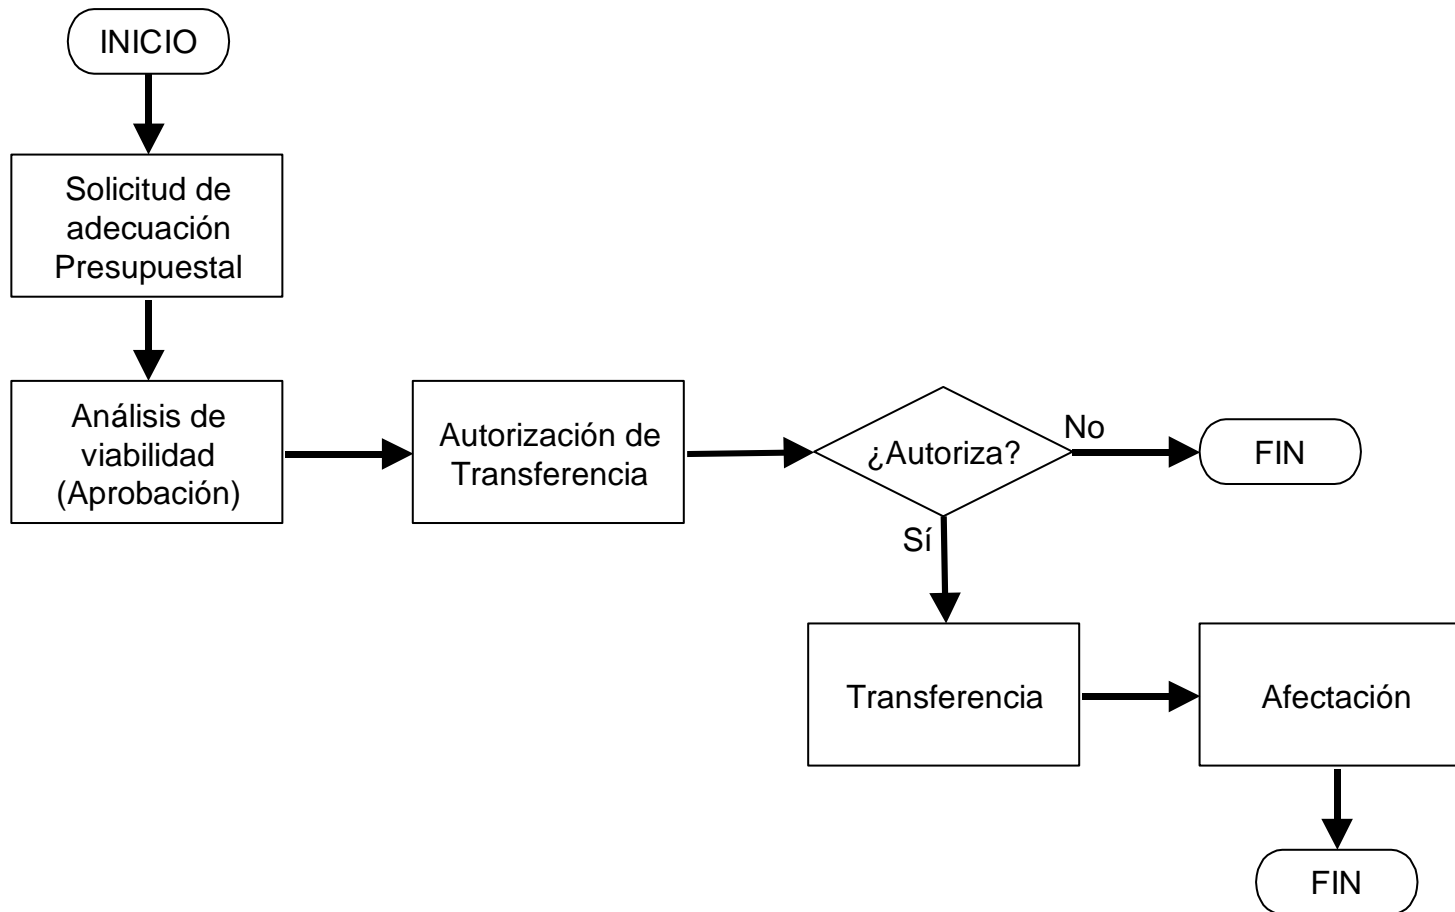 INICIO
Solicitud de
adecuación
Presupuestal
Análisis de
viabilidad
(Aprobación)
Autorización de
Transferencia
¿Autoriza?
No
FIN
Sí
Transferencia
Afectación
FIN